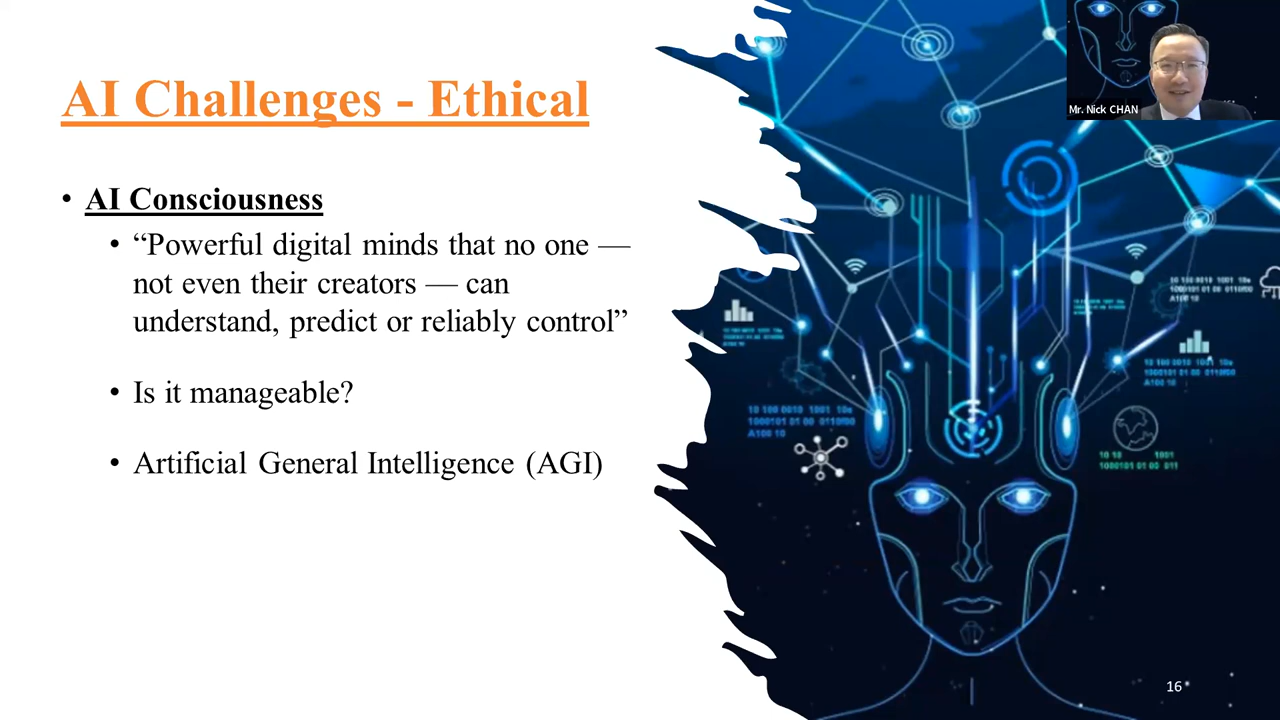 AI Challenges - Ethical
Mr. Nick CHAN
• AI Consciousness
• “Powerful digital minds that no one —
not even their creators — can
understand, predict or reliably control”
• Is it manageable?
• Artificial General Intelligence (AGI)
16